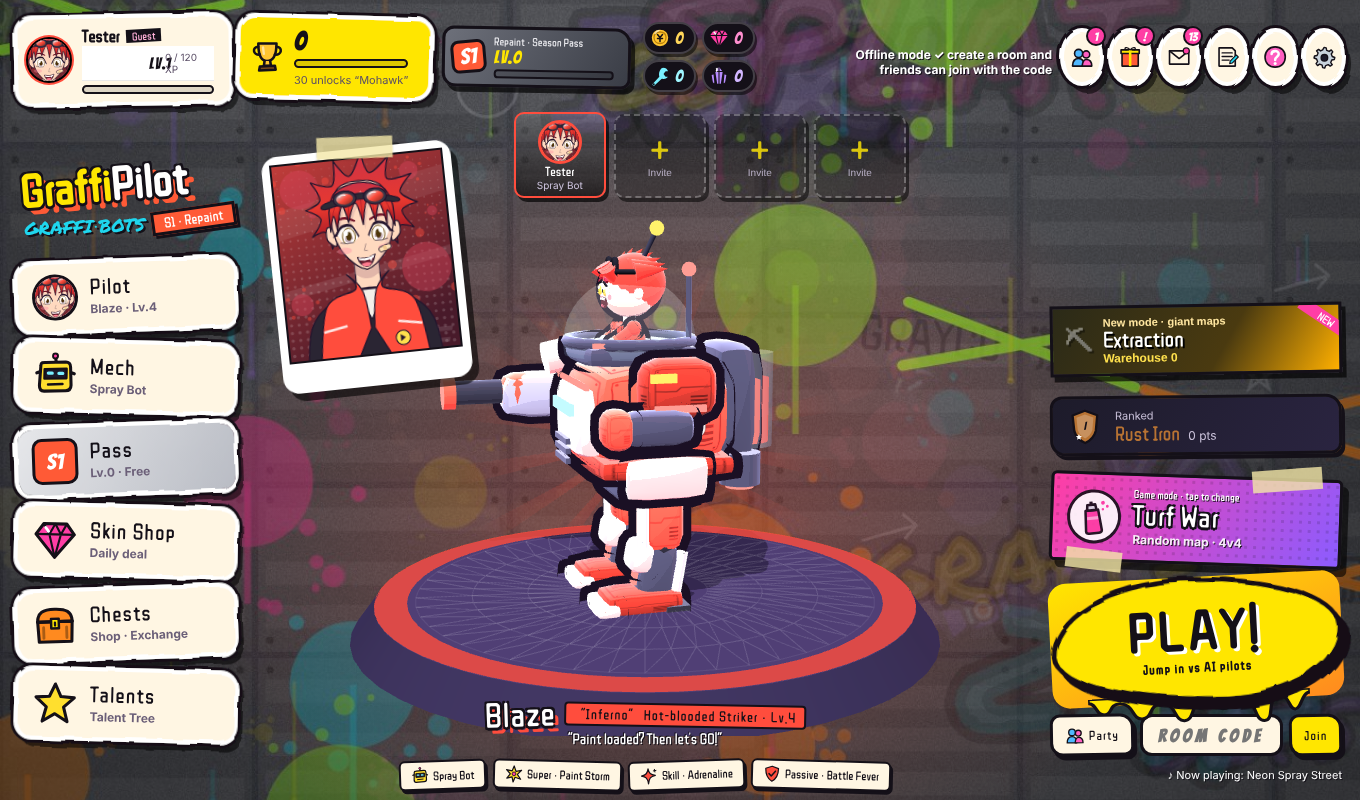 Tester Guest
LV.
0 / 120
XP
0
30 unlocks “Mohawk”
S1
Repaint · Season Pass
LV.0
0
0
0
0
Offline mode ✓ create a room and
friends can join with the code
1
!
13
?
Tester
Spray Bot
+
Invite
+
Invite
+
Invite
GraffiPilot
GRAFFI·BOTS
S1 · Repaint
Pilot
Blaze · Lv.4
Mech
Spray Bot
S1
Pass
Lv.0 · Free
Skin Shop
Daily deal
Chests
Shop · Exchange
Talents
Talent Tree
New mode · giant maps
Extraction
Warehouse 0
NEW
I
Ranked
Rust Iron 0 pts
Game mode · tap to change
Turf War
Random map · 4v4
PLAY!
Jump in vs AI pilots
Party
ROOM CODE
Join
♪ Now playing: Neon Spray Street
Blaze
“Inferno” Hot-blooded Striker · Lv.4
“Paint loaded? Then let's GO!”
Spray Bot
Super · Paint Storm
Skill · Adrenaline
Passive · Battle Fever